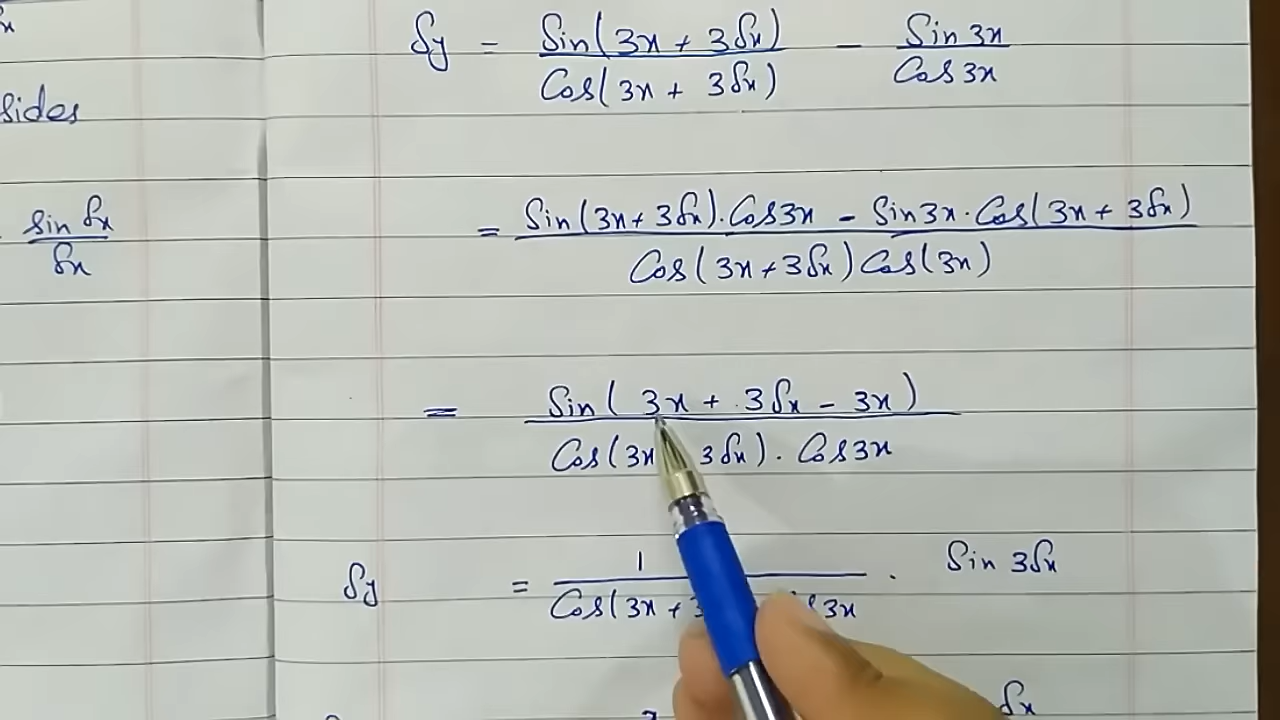 x
sides
sin δx / δx
δy = Sin(3x + 3δx) / Cos(3x + 3δx) - Sin 3x / Cos 3x
= Sin(3x + 3δx).Cos3x - Sin3x.Cos(3x + 3δx) / Cos(3x + 3δx) Cos(3x)
= Sin(3x + 3δx - 3x) / Cos(3x 3δx). Cos3x
δy = 1 / Cos(3x + 3 3x . Sin 3δx
δx